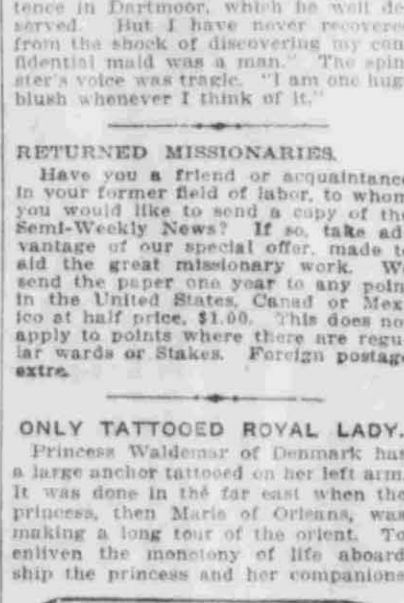 tence in Dartmoor, which he well de-
served. But I have never recovered
from the shock of discovering my con
fidential maid was a man." The spin
ster's voice was tragic. "I am one hug
blush whenever I think of it."
RETURNED MISSIONARIES.
Have you a friend or acquaintance
in your former field of labor, to whom
you would like to send a copy of the
Semi-Weekly News? If so, take ad
vantage of our special offer, made to
aid the great missionary work. We
send the paper one year to any poin
in the United States, Canad or Mex
ico at half price, $1.00. This does no
apply to points where there are regu
lar wards or Stakes. Foreign postage
extra.
ONLY TATTOOED ROYAL LADY.
Princess Waldemar of Denmark has
a large anchor tattooed on her left arm.
It was done in the far east when the
princess, then Marie of Orleans, was
making a long tour of the orient. To
enliven the monotony of life aboard
ship the princess and her companions